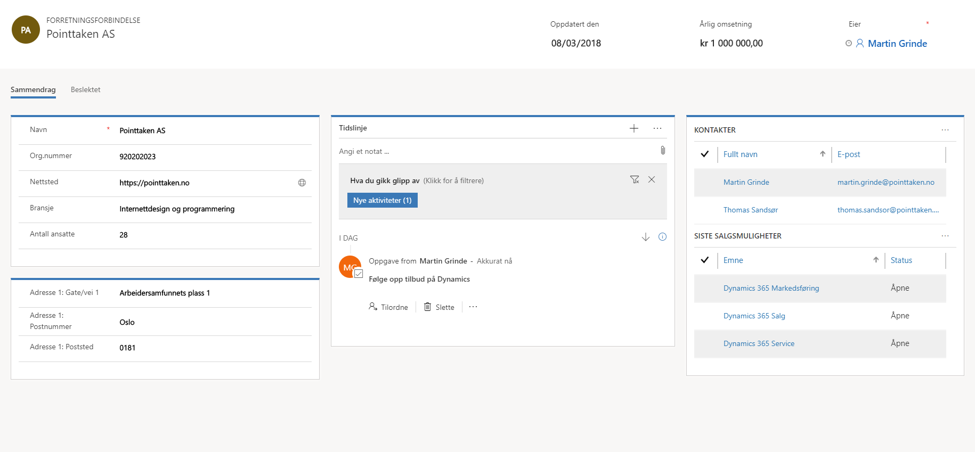 PA
FORRETNINGSFORBINDELSE
Pointtaken AS
Oppdatert den
08/03/2018
Årlig omsetning
kr 1 000 000,00
Eier *
Martin Grinde
Sammendrag
Beslektet
Navn * Pointtaken AS
Org.nummer 920202023
Nettsted https://pointtaken.no
Bransje Internettdesign og programmering
Antall ansatte 28
Adresse 1: Gate/vei 1 Arbeidersamfunnets plass 1
Adresse 1:
Postnummer Oslo
Adresse 1: Poststed 0181
Tidslinje
Angi et notat ...
Hva du gikk glipp av (Klikk for å filtrere)
Nye aktiviteter (1)
I DAG
MG
Oppgave from Martin Grinde - Akkurat nå
Følge opp tilbud på Dynamics
Tilordne Slette ...
KONTAKTER
Fullt navn E-post
Martin Grinde martin.grinde@pointtaken.no
Thomas Sandsør thomas.sandsor@pointtaken....
SISTE SALGSMULIGHETER
Emne Status
Dynamics 365 Markedsføring Åpne
Dynamics 365 Salg Åpne
Dynamics 365 Service Åpne